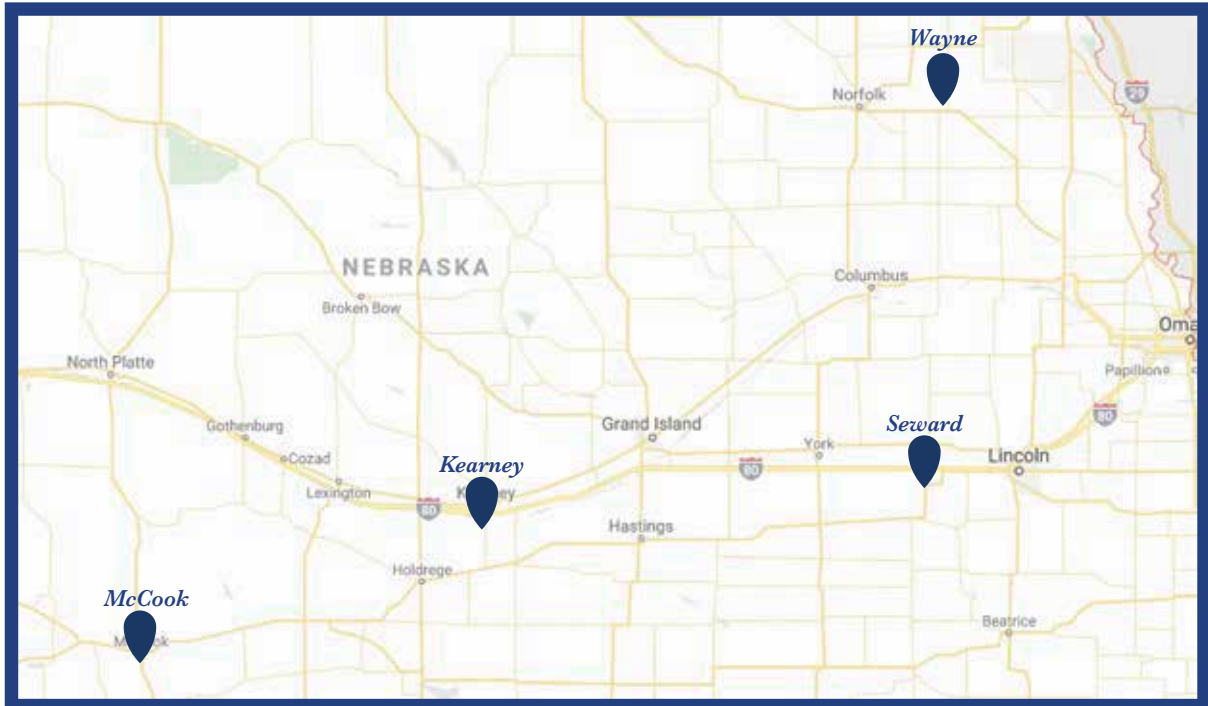 Wayne
Norfolk
29
NEBRASKA
Columbus
Broken Bow
Oma
North Platte
Papillion
80
Gothenburg
Grand Island
Seward
York
Cozad
Kearney
80
Lincoln
Lexington
80
Hastings
Holdrege
McCook
Beatrice